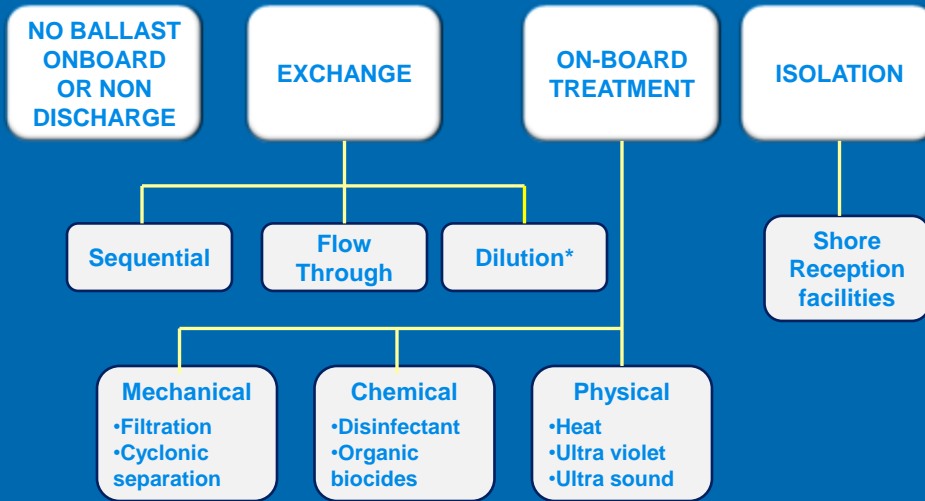 NO BALLAST
ONBOARD
OR NON
DISCHARGE
EXCHANGE
ON-BOARD
TREATMENT
ISOLATION
Sequential
Flow
Through
Dilution*
Shore
Reception
facilities
Mechanical
•Filtration
•Cyclonic
separation
Chemical
•Disinfectant
•Organic
biocides
Physical
•Heat
•Ultra violet
•Ultra sound